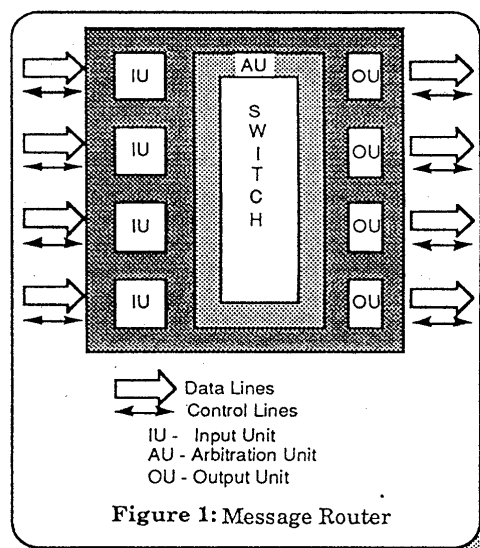 IU AU OU
IU OU
IU OU
IU OU
SWITCH
Data Lines
Control Lines
IU - Input Unit
AU - Arbitration Unit
OU - Output Unit
Figure 1: Message Router